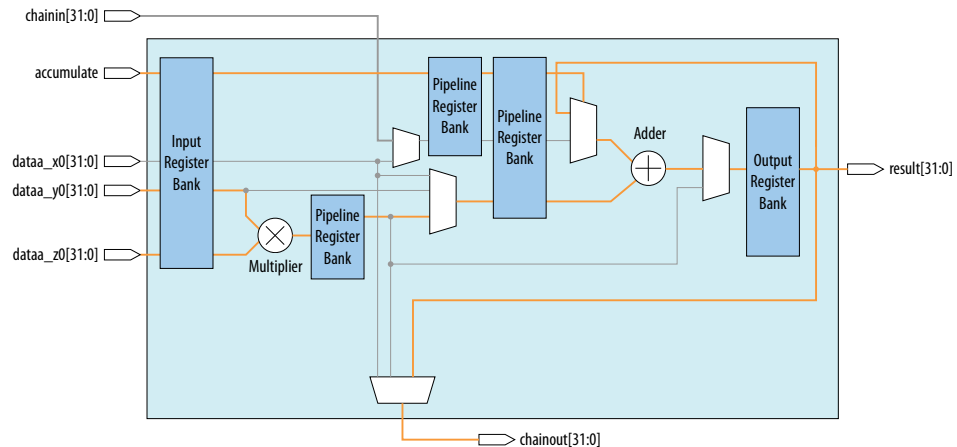 chainin[31:0]
accumulate
dataa_x0[31:0]
dataa_y0[31:0]
dataa_z0[31:0]
Input
Register
Bank
Multiplier
Pipeline
Register
Bank
Pipeline
Register
Bank
Pipeline
Register
Bank
Adder
Output
Register
Bank
result[31:0]
chainout[31:0]